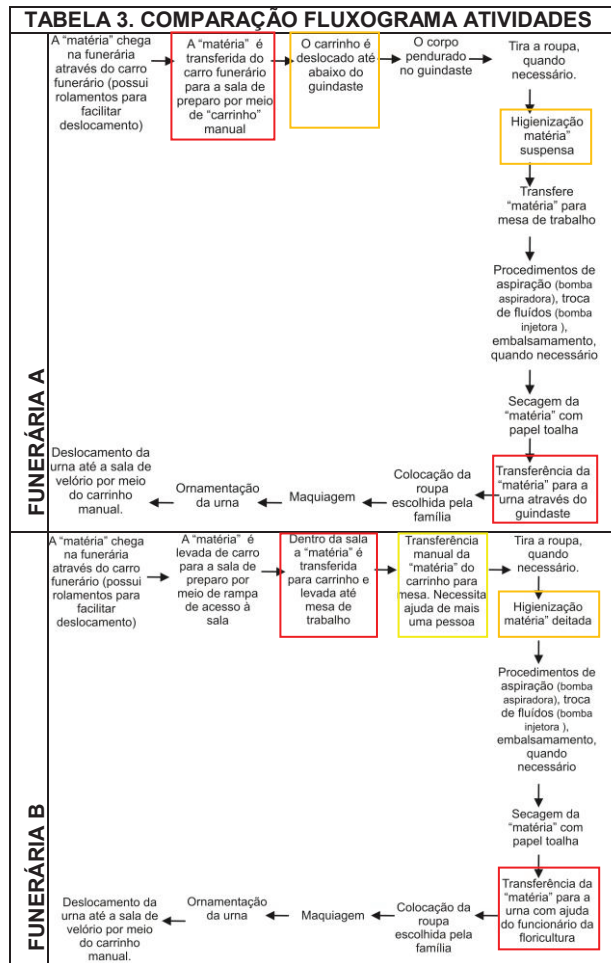 TABELA 3. COMPARAÇÃO FLUXOGRAMA ATIVIDADES
FUNERÁRIA A
A “matéria” chega
na funerária
através do carro
funerário (possui
rolamentos para
facilitar
deslocamento)
A “matéria” é
transferida do
carro funerário
para a sala de
preparo por meio
de “carrinho”
manual
O carrinho é
deslocado até
abaixo do
guindaste
O corpo
pendurado
no guindaste
Tira a roupa,
quando
necessário.
Higienização
matéria”
suspensa
Transfere
“matéria” para
mesa de trabalho
Procedimentos de
aspiração (bomba
aspiradora), troca
de fluídos (bomba
injetora ),
embalsamamento,
quando necessário
Secagem da
“matéria” com
papel toalha
Transferência da
“matéria” para a
urna através do
guindaste
Colocação da
roupa
escolhida pela
família
Maquiagem
Ornamentação
da urna
Deslocamento da
urna até a sala de
velório por meio
do carrinho
manual.
FUNERÁRIA B
A “matéria” chega
na funerária
através do carro
funerário (possui
rolamentos para
facilitar
deslocamento)
A “matéria” é
levada de carro
para a sala de
preparo por
meio de rampa
de acesso à
sala
Dentro da sala
a “matéria” é
transferida
para carrinho e
levada até
mesa de
trabalho
Transferência
manual da
“matéria” do
carrinho para
mesa. Necessita
ajuda de mais
uma pessoa
Tira a roupa,
quando
necessário.
Higienização
matéria” deitada
Procedimentos de
aspiração (bomba
aspiradora), troca
de fluídos (bomba
injetora ),
embalsamamento,
quando
necessário
Secagem da
“matéria” com
papel toalha
Transferência da
“matéria” para a
urna com ajuda
do funcionário da
floricultura
Colocação da
roupa
escolhida pela
família
Maquiagem
Ornamentação
da urna
Deslocamento da
urna até a sala de
velório por meio
do carrinho
manual.